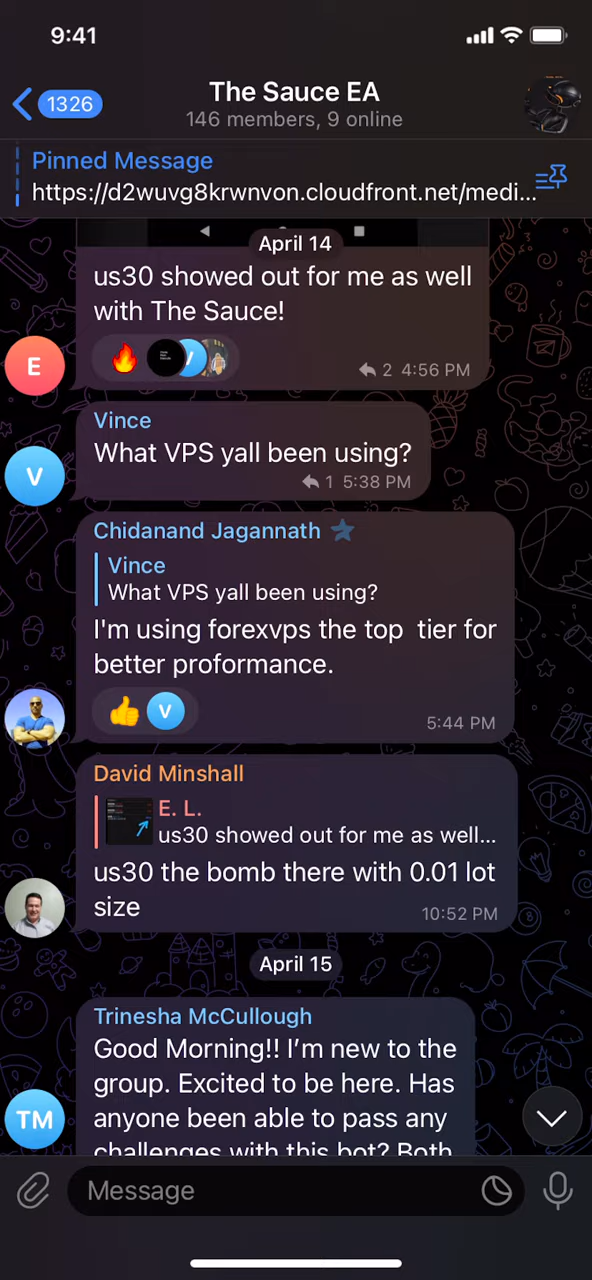 9:41
1326
The Sauce EA
146 members, 9 online
Pinned Message
https://d2wuvg8krwnvon.cloudfront.net/medi...
April 14
us30 showed out for me as well
with The Sauce!
E
2 4:56 PM
Vince
What VPS yall been using?
V
1 5:38 PM
Chidanand Jagannath
Vince
What VPS yall been using?
I'm using forexvps the top  tier for
better proformance.
V
5:44 PM
David Minshall
E. L.
us30 showed out for me as well...
us30 the bomb there with 0.01 lot
size
10:52 PM
April 15
Trinesha McCullough
Good Morning!! I’m new to the
group. Excited to be here. Has
anyone been able to pass any
TM
challenges with this bot? Both
Message